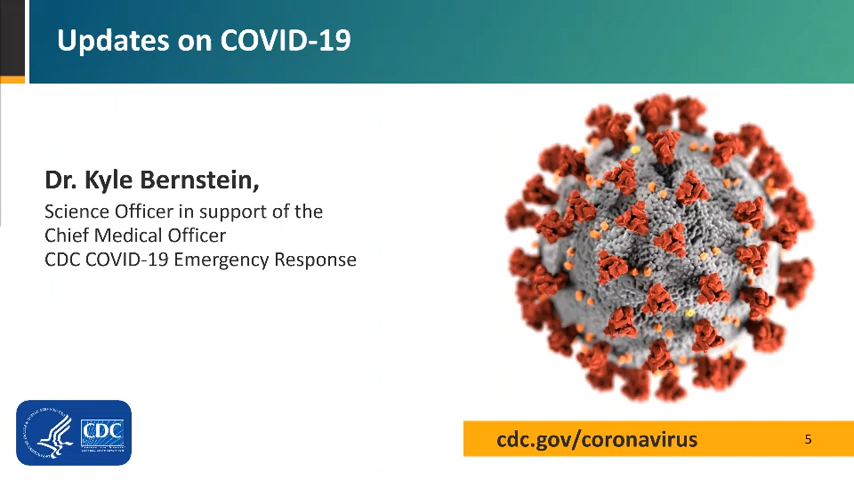 Updates on COVID-19
Dr. Kyle Bernstein,
Science Officer in support of the
Chief Medical Officer
CDC COVID-19 Emergency Response
CDC
cdc.gov/coronavirus
5